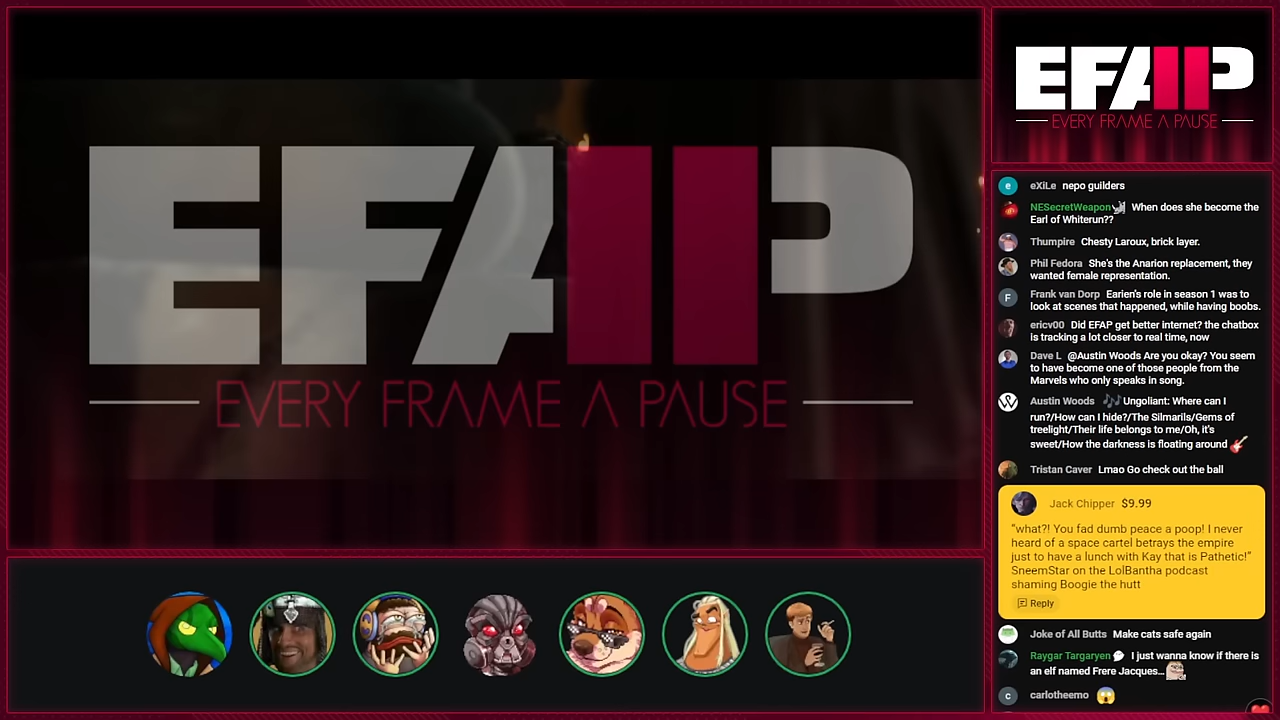 EFAP
EVERY FRAME A PAUSE
EFAP
EVERY FRAME A PAUSE
e eXiLe nepo guilders
NESecretWeapon When does she become the
Earl of Whiterun??
Thumpire Chesty Laroux, brick layer.
Phil Fedora She's the Anarion replacement, they
wanted female representation.
F Frank van Dorp Earien's role in season 1 was to
look at scenes that happened, while having boobs.
ericv00 Did EFAP get better internet? the chatbox
is tracking a lot closer to real time, now
Dave L @Austin Woods Are you okay? You seem
to have become one of those people from the
Marvels who only speaks in song.
Austin Woods 🎶Ungoliant: Where can I
run?/How can I hide?/The Silmarils/Gems of
treelight/Their life belongs to me/Oh, it's
sweet/How the darkness is floating around🎸
Tristan Caver Lmao Go check out the ball
Jack Chipper $9.99
"what?! You fad dumb peace a poop! I never
heard of a space cartel betrays the empire
just to have a lunch with Kay that is Pathetic!"
SneemStar on the LolBantha podcast
shaming Boogie the hutt
Reply
Joke of All Butts Make cats safe again
Raygar Targaryen I just wanna know if there is
an elf named Frere Jacques...
c carlotheemo 😱